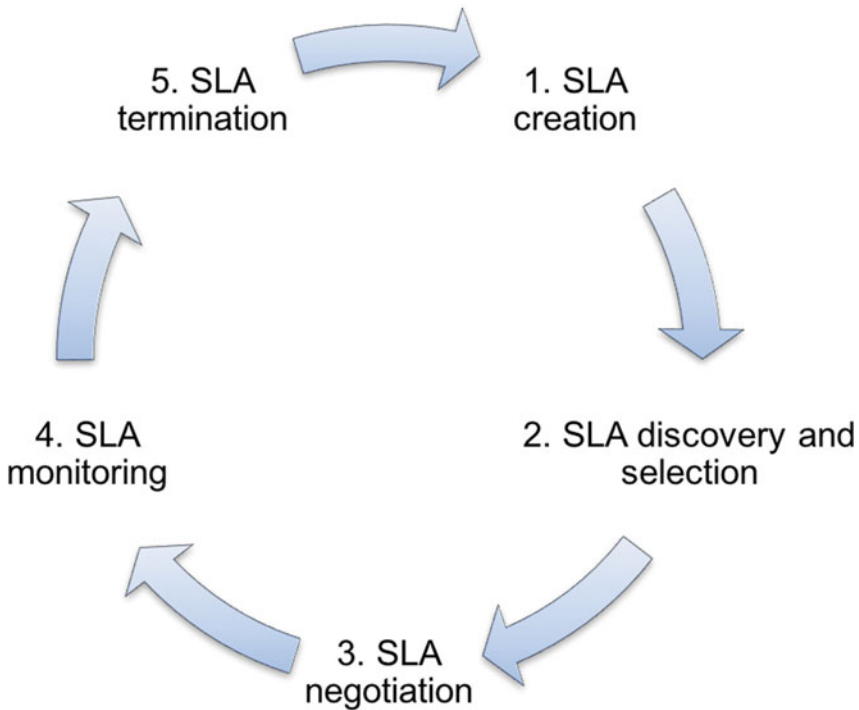 1. SLA
creation
2. SLA discovery and
selection
3. SLA
negotiation
4. SLA
monitoring
5. SLA
termination